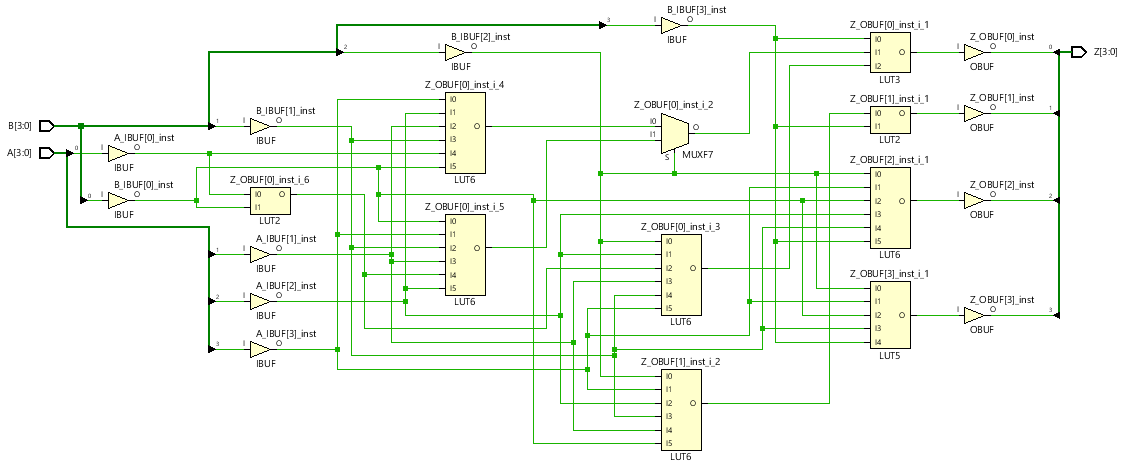 B_IBUF[3]_inst
3
I
O
IBUF
Z_OBUF[0]_inst_i_1
I0
I1
I2
O
LUT3
Z_OBUF[0]_inst
I
O
OBUF
0
Z[3:0]
B_IBUF[2]_inst
2
I
O
IBUF
Z_OBUF[0]_inst_i_4
I0
I1
I2
I3
I4
I5
O
LUT6
Z_OBUF[0]_inst_i_2
I0
I1
S
O
MUXF7
Z_OBUF[1]_inst_i_1
I0
I1
O
LUT2
Z_OBUF[1]_inst
I
O
OBUF
1
B[3:0]
A[3:0]
B_IBUF[1]_inst
1
I
O
IBUF
A_IBUF[0]_inst
0
I
O
IBUF
B_IBUF[0]_inst
0
I
O
IBUF
Z_OBUF[0]_inst_i_6
I0
I1
O
LUT2
Z_OBUF[2]_inst_i_1
I0
I1
I2
I3
I4
I5
O
LUT6
Z_OBUF[2]_inst
I
O
OBUF
2
Z_OBUF[0]_inst_i_5
I0
I1
I2
I3
I4
I5
O
LUT6
A_IBUF[1]_inst
1
I
O
IBUF
A_IBUF[2]_inst
2
I
O
IBUF
A_IBUF[3]_inst
3
I
O
IBUF
Z_OBUF[0]_inst_i_3
I0
I1
I2
I3
I4
I5
O
LUT6
Z_OBUF[3]_inst_i_1
I0
I1
I2
I3
I4
O
LUT5
Z_OBUF[3]_inst
I
O
OBUF
3
Z_OBUF[1]_inst_i_2
I0
I1
I2
I3
I4
I5
O
LUT6